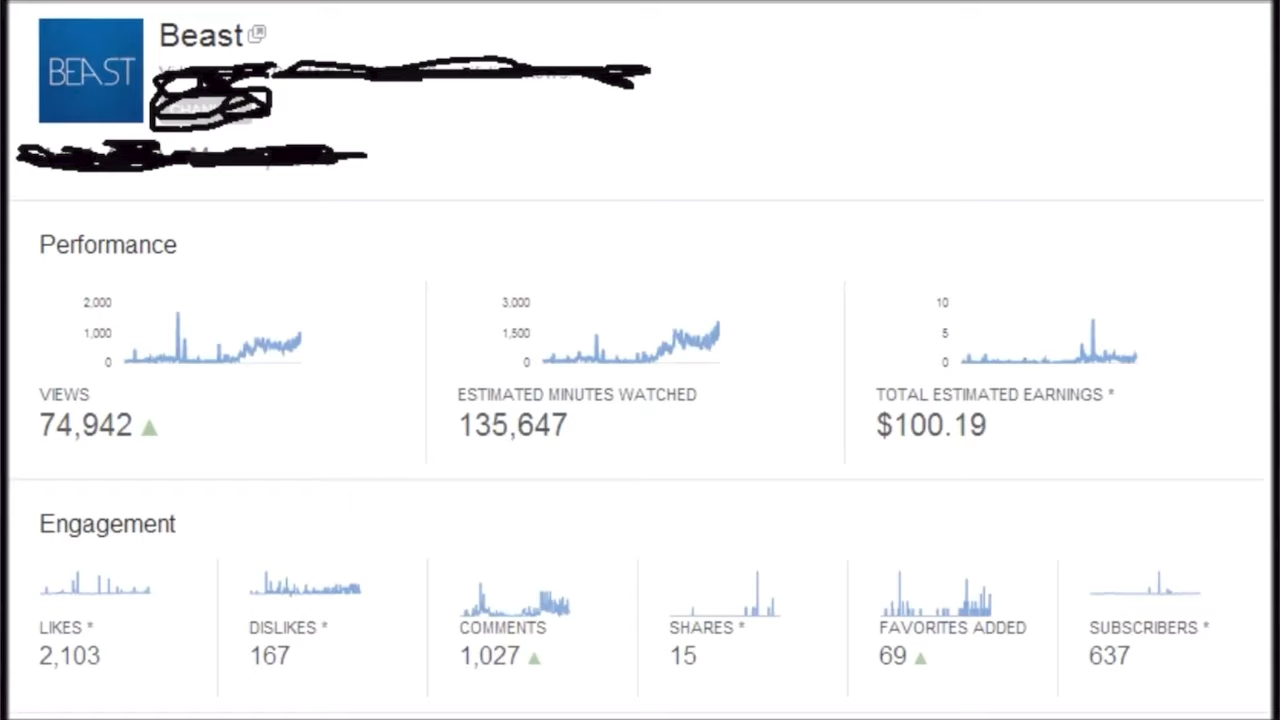 BEAST
Beast
Performance
2,000
1,000
0
3,000
1,500
0
10
5
0
VIEWS
74,942
ESTIMATED MINUTES WATCHED
135,647
TOTAL ESTIMATED EARNINGS *
$100.19
Engagement
LIKES *
2,103
DISLIKES *
167
COMMENTS
1,027
SHARES *
15
FAVORITES ADDED
69
SUBSCRIBERS *
637